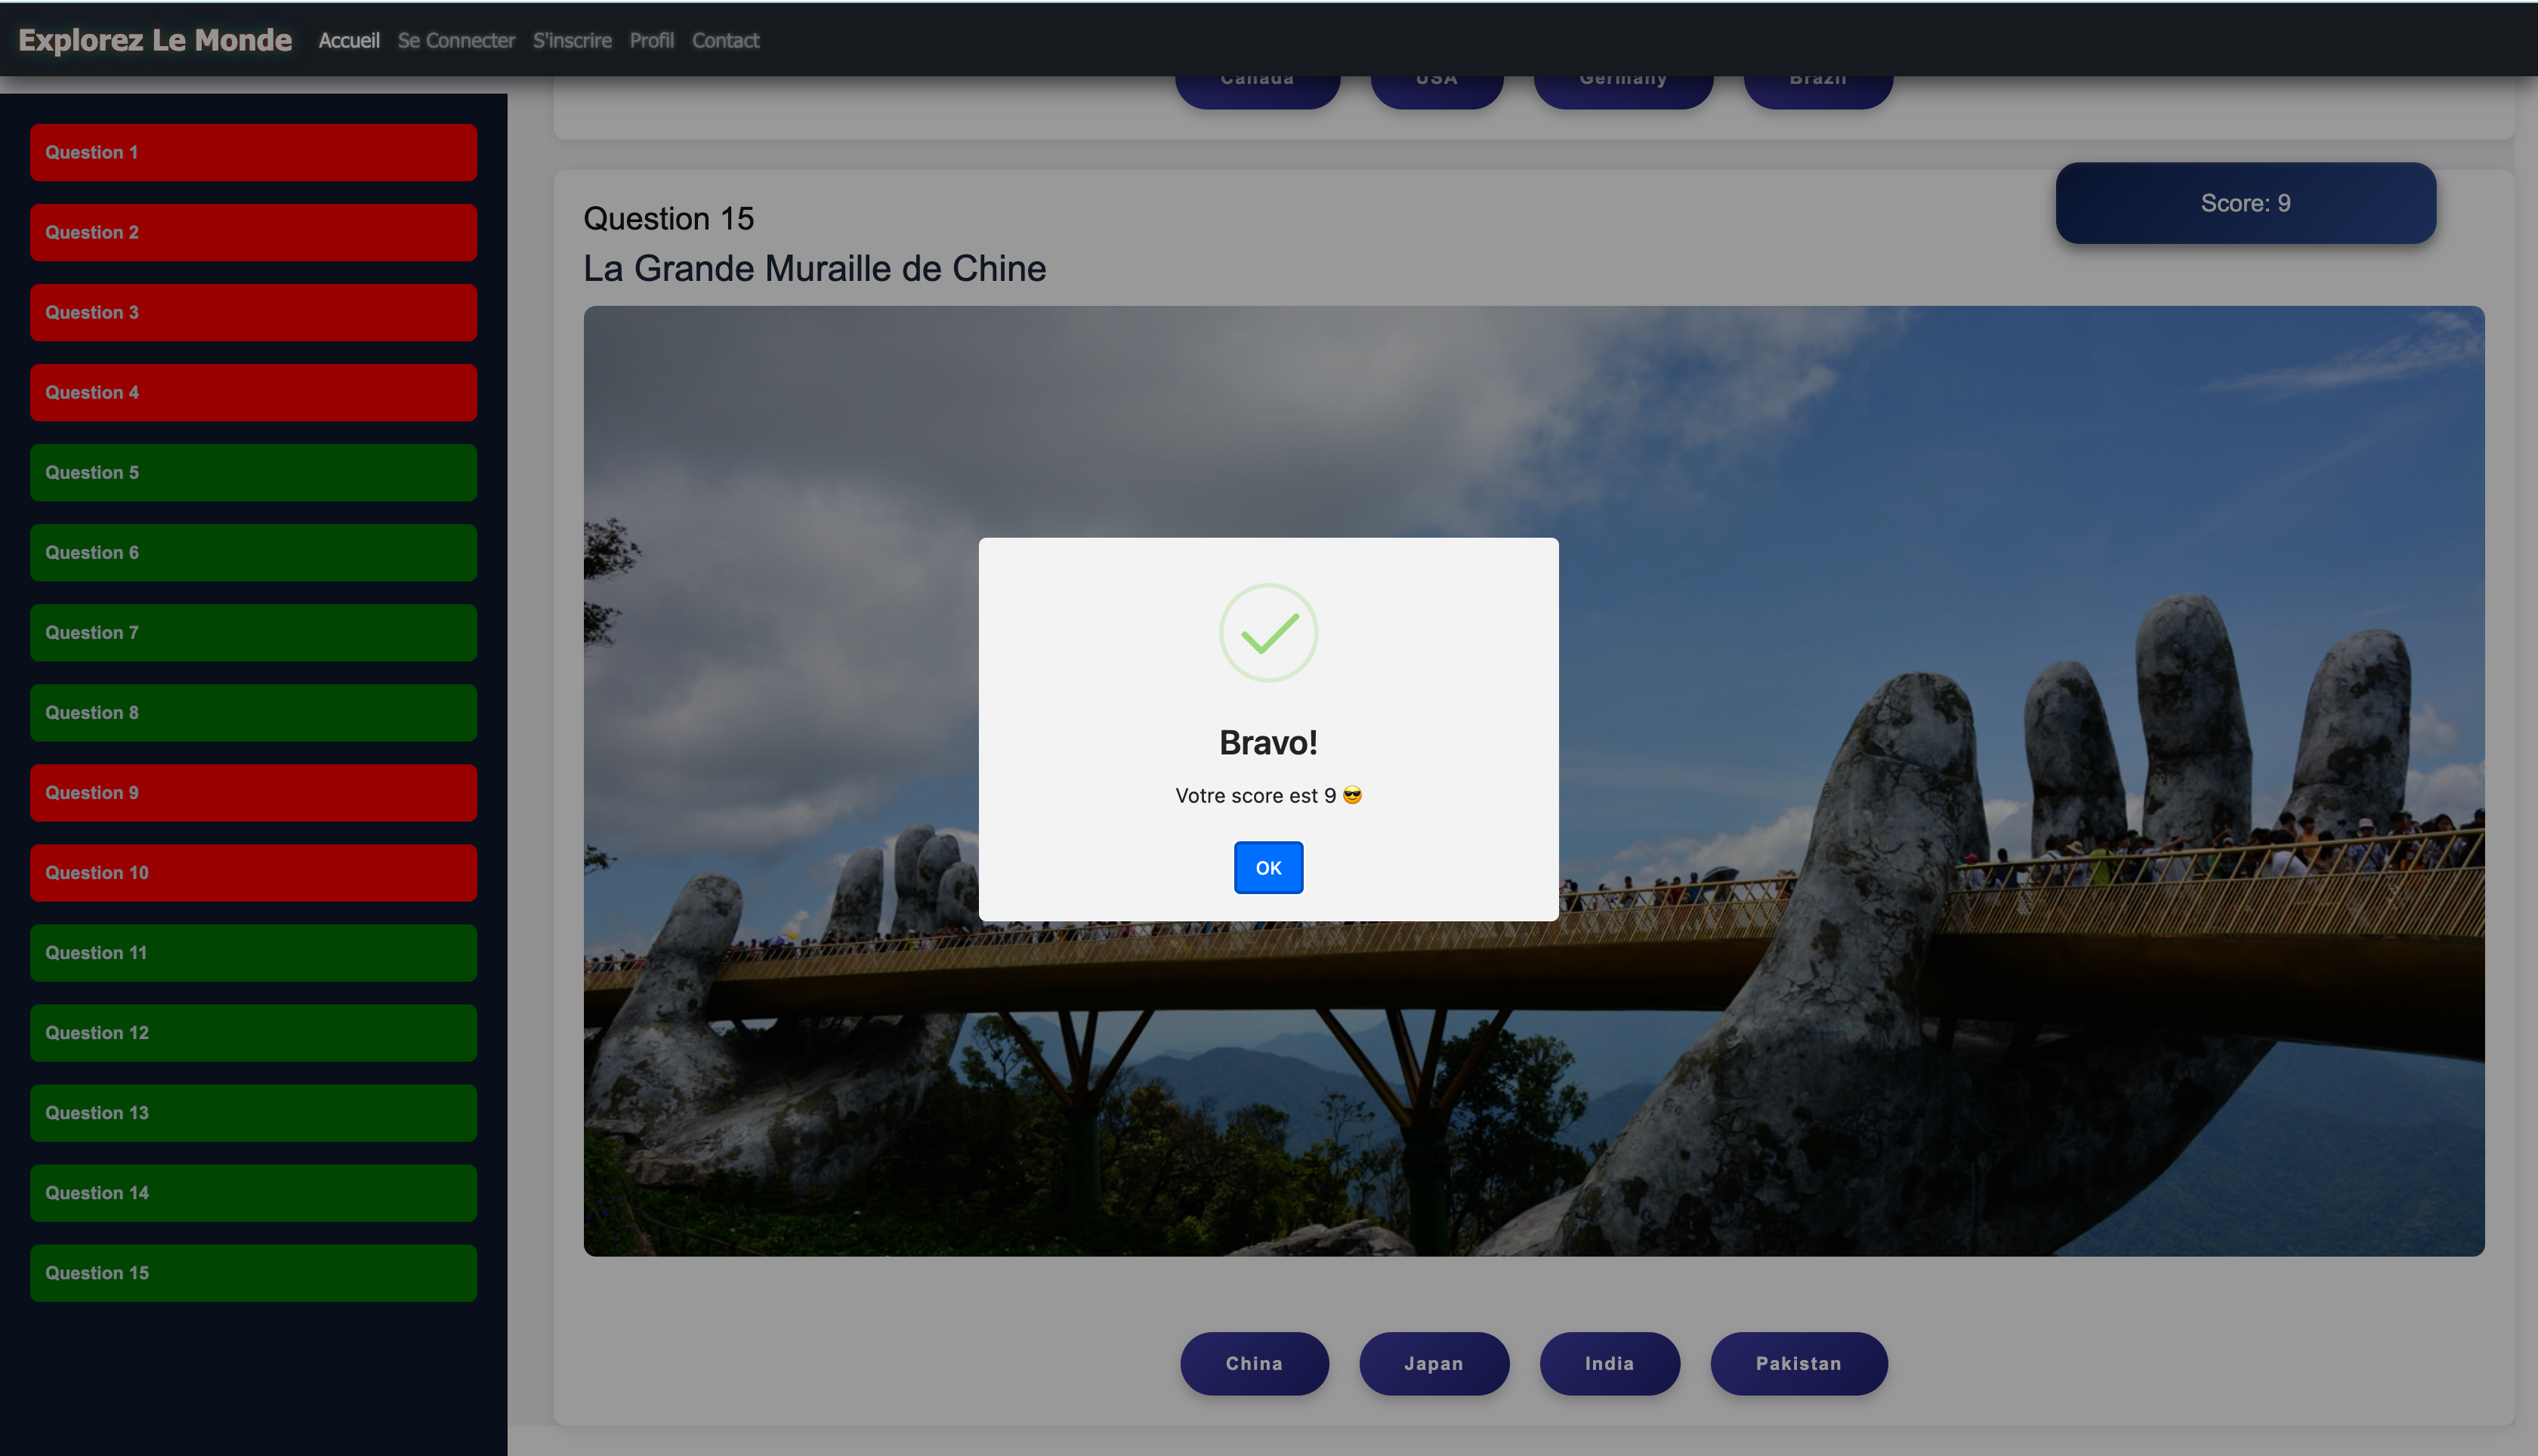 Explorez Le Monde Accueil Se Connecter S'inscrire Profil Contact
Canada USA Germany Brazil
Question 1
Question 2
Question 3
Question 4
Question 5
Question 6
Question 7
Question 8
Question 9
Question 10
Question 11
Question 12
Question 13
Question 14
Question 15
Score: 9
Question 15
La Grande Muraille de Chine
Bravo!
Votre score est 9 😎
OK
China Japan India Pakistan